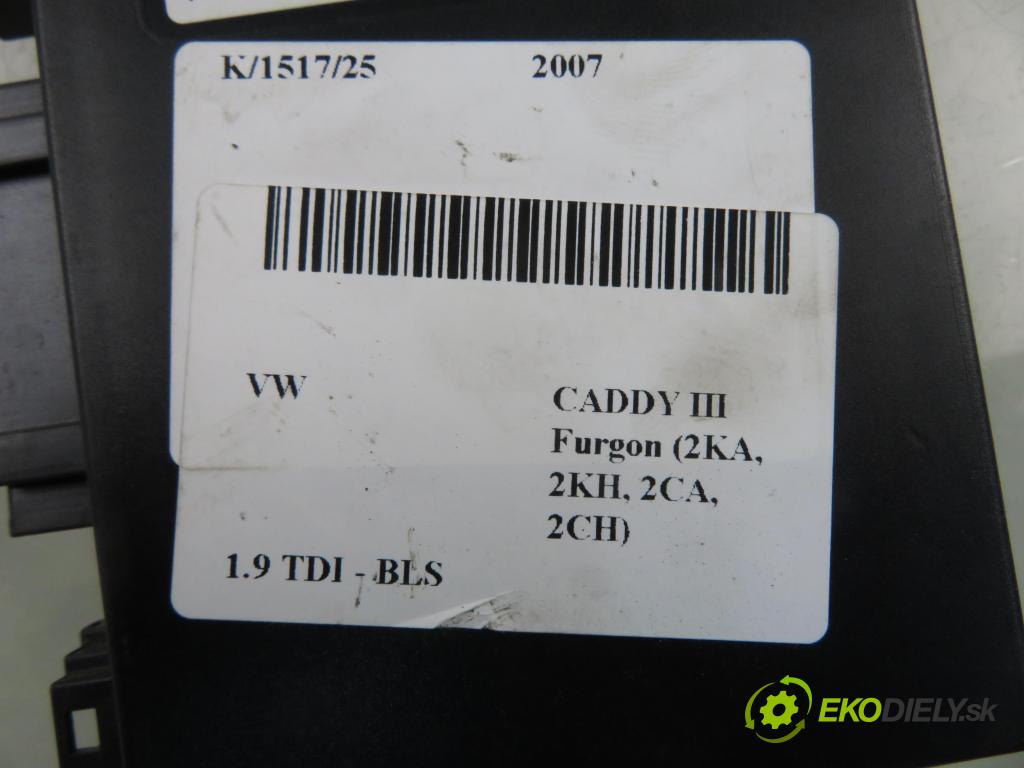 K/1517/25 2007
VW
CADDY III
Furgon (2KA,
2KH, 2CA,
2CH)
1.9 TDI - BLS
EKODIELY.sk